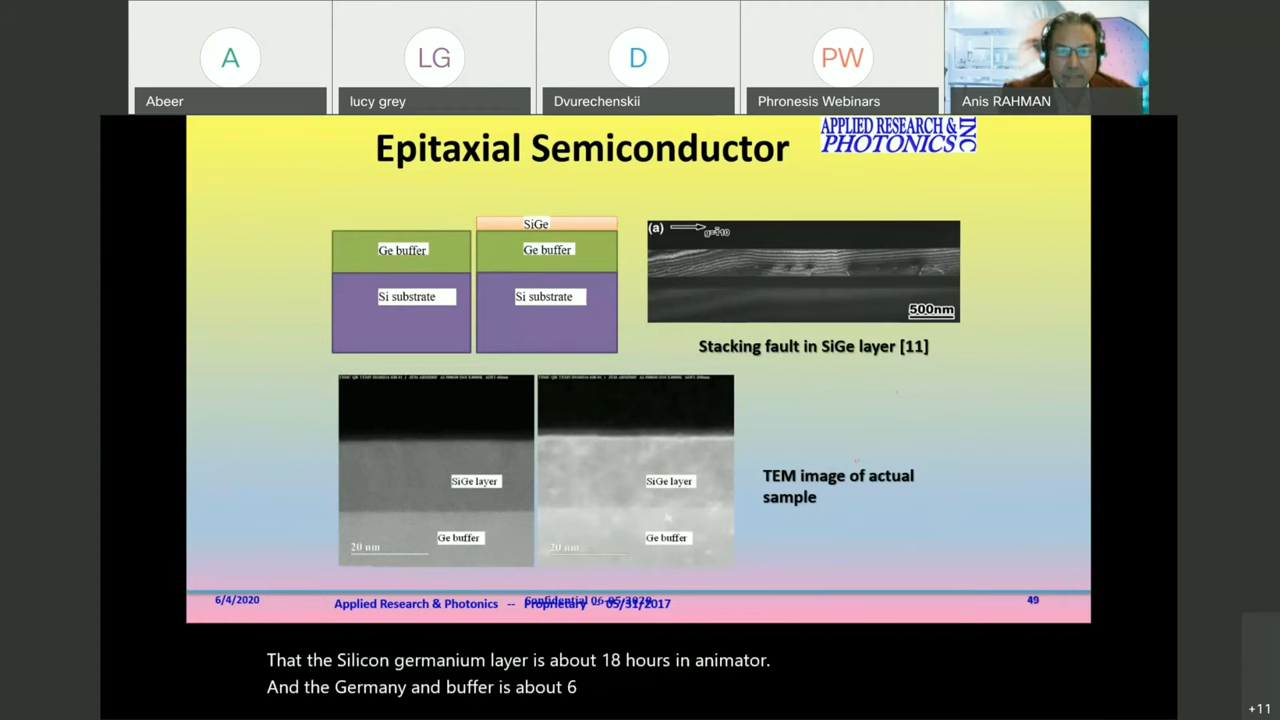 A
LG
D
PW
Abeer
lucy grey
Dvurechenskii
Phronesis Webinars
Anis RAHMAN
Epitaxial Semiconductor
APPLIED RESEARCH &
PHOTONICS
INC
SiGe
Ge buffer
Ge buffer
Si substrate
Si substrate
(a)
500nm
Stacking fault in SiGe layer [11]
SiGe layer
Ge buffer
20 nm
SiGe layer
Ge buffer
20 nm
TEM image of actual
sample
6/4/2020
Confidential 06-05-2020
Applied Research & Photonics -- Proprietary -- 05/31/2017
49
That the Silicon germanium layer is about 18 hours in animator.
And the Germany and buffer is about 6
+11